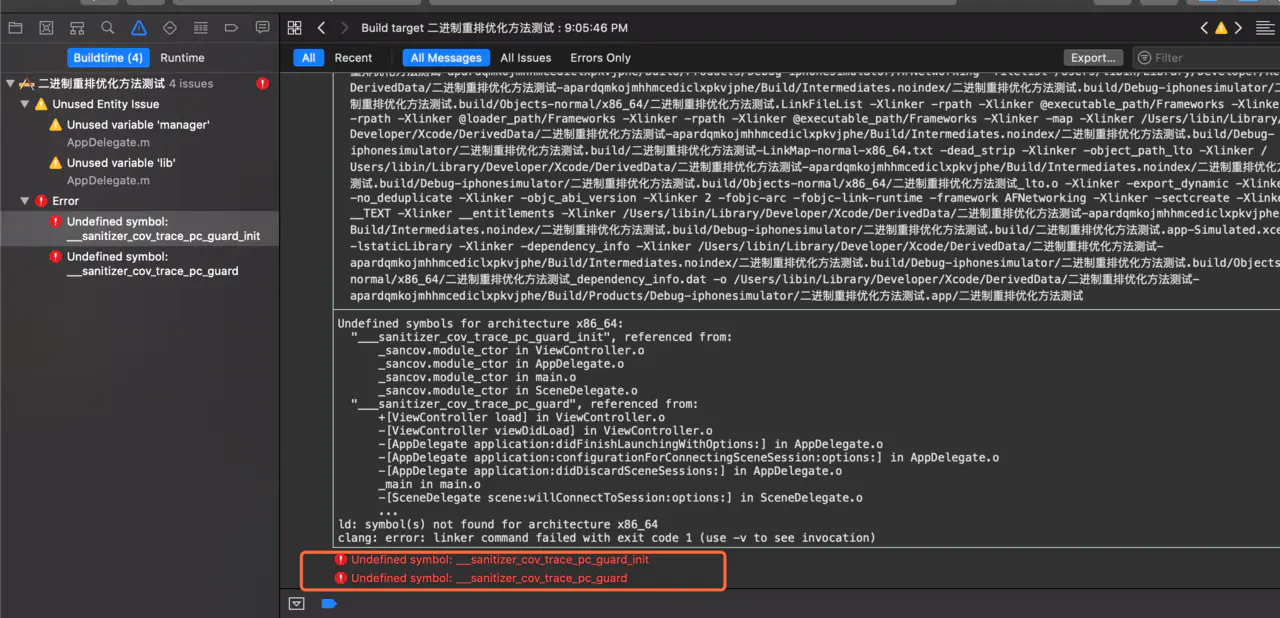 Build target 二进制重排优化方法测试 : 9:05:46 PM
Buildtime (4) Runtime
All Recent All Messages All Issues Errors Only Export... Filter
二进制重排优化方法测试 4 issues
Unused Entity Issue
Unused variable 'manager'
AppDelegate.m
Unused variable 'lib'
AppDelegate.m
Error
Undefined symbol:
___sanitizer_cov_trace_pc_guard_init
Undefined symbol:
___sanitizer_cov_trace_pc_guard
DerivedData/二进制重排优化方法测试-apardqmkojmhhmcediclxpkvjphe/Build/Intermediates.noindex/二进制重排优化方法测试.build/Debug-iphonesimulator/二进
制重排优化方法测试.build/Objects-normal/x86_64/二进制重排优化方法测试.LinkFileList -Xlinker -rpath -Xlinker @executable_path/Frameworks -Xlinker
-rpath -Xlinker @loader_path/Frameworks -Xlinker -rpath -Xlinker @executable_path/Frameworks -Xlinker -map -Xlinker /Users/libin/Library/
Developer/Xcode/DerivedData/二进制重排优化方法测试-apardqmkojmhhmcediclxpkvjphe/Build/Intermediates.noindex/二进制重排优化方法测试.build/Debug-
iphonesimulator/二进制重排优化方法测试.build/二进制重排优化方法测试-LinkMap-normal-x86_64.txt -dead_strip -Xlinker -object_path_lto -Xlinker /
Users/libin/Library/Developer/Xcode/DerivedData/二进制重排优化方法测试-apardqmkojmhhmcediclxpkvjphe/Build/Intermediates.noindex/二进制重排优化方法
测试.build/Debug-iphonesimulator/二进制重排优化方法测试.build/Objects-normal/x86_64/二进制重排优化方法测试_lto.o -Xlinker -export_dynamic -Xlinker
-no_deduplicate -Xlinker -objc_abi_version -Xlinker 2 -fobjc-arc -fobjc-link-runtime -framework AFNetworking -Xlinker -sectcreate -Xlinker
__TEXT -Xlinker __entitlements -Xlinker /Users/libin/Library/Developer/Xcode/DerivedData/二进制重排优化方法测试-apardqmkojmhhmcediclxpkvjphe/
Build/Intermediates.noindex/二进制重排优化方法测试.build/Debug-iphonesimulator/二进制重排优化方法测试.build/二进制重排优化方法测试.app-Simulated.xce
-lstaticLibrary -Xlinker -dependency_info -Xlinker /Users/libin/Library/Developer/Xcode/DerivedData/二进制重排优化方法测试-
apardqmkojmhhmcediclxpkvjphe/Build/Intermediates.noindex/二进制重排优化方法测试.build/Debug-iphonesimulator/二进制重排优化方法测试.build/Objects
normal/x86_64/二进制重排优化方法测试_dependency_info.dat -o /Users/libin/Library/Developer/Xcode/DerivedData/二进制重排优化方法测试-
apardqmkojmhhmcediclxpkvjphe/Build/Products/Debug-iphonesimulator/二进制重排优化方法测试.app/二进制重排优化方法测试
Undefined symbols for architecture x86_64:
"___sanitizer_cov_trace_pc_guard_init", referenced from:
_sancov.module_ctor in ViewController.o
_sancov.module_ctor in AppDelegate.o
_sancov.module_ctor in main.o
_sancov.module_ctor in SceneDelegate.o
"___sanitizer_cov_trace_pc_guard", referenced from:
+[ViewController load] in ViewController.o
-[ViewController viewDidLoad] in ViewController.o
-[AppDelegate application:didFinishLaunchingWithOptions:] in AppDelegate.o
-[AppDelegate application:configurationForConnectingSceneSession:options:] in AppDelegate.o
-[AppDelegate application:didDiscardSceneSessions:] in AppDelegate.o
_main in main.o
-[SceneDelegate scene:willConnectToSession:options:] in SceneDelegate.o
...
ld: symbol(s) not found for architecture x86_64
clang: error: linker command failed with exit code 1 (use -v to see invocation)
Undefined symbol: ___sanitizer_cov_trace_pc_guard_init
Undefined symbol: ___sanitizer_cov_trace_pc_guard